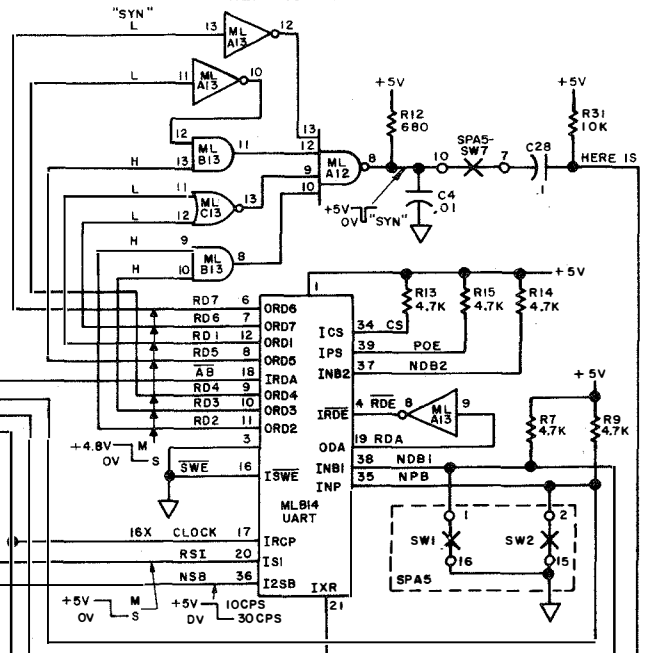 "SYN"
L 13 ML A13 12
L 11 ML A13 10
+5V +5V
R12 680
R31 10K
12 13
H 13 ML B13 11 12 ML A12 8
SPA5-SW7
10 7 C28 .1
HERE IS
L 11 ML C13 13 9
L 12 10
+5V 0V "SYN"
C4 .01
H 9 ML B13 8
H 10
1 +5V
R13 4.7K R15 4.7K R14 4.7K
RD7 6 ORD6
RD6 7 ORD7
RD1 12 ORD1
RD5 8 ORD5
AB 18 IRDA
RD4 9 ORD4
RD3 10 ORD3
RD2 11 ORD2
ICS 34 CS
IPS 39 POE
INB2 37 NDB2
+5V
IRDE 4 RDE 8 ML A13 9
R7 4.7K R9 4.7K
+4.8V M
0V S
3
ODA 19 RDA
SWE 16 ISWE
INB1 38 NDB1
INP 35 NPB
MLB14
UART
1 2
SW1 SW2
16 15
SPA5
16X CLOCK 17 IRCP
RSI 20 ISI
NSB 36 I2SB
IXR
21
+5V M
0V S
+5V 10CPS
DV 30CPS